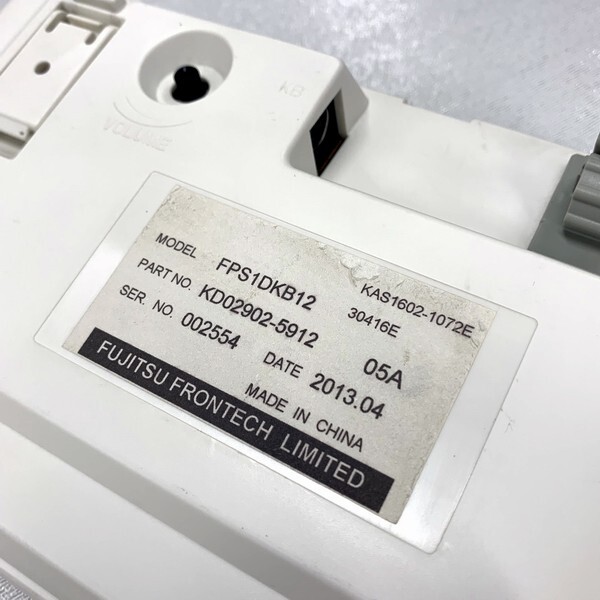 KB
VOLUME
MODEL FPS1DKB12 KAS1602-1072E
PART NO. KD02902-5912 30416E
SER. NO. 002554 05A
DATE 2013.04
MADE IN CHINA
FUJITSU FRONTECH LIMITED